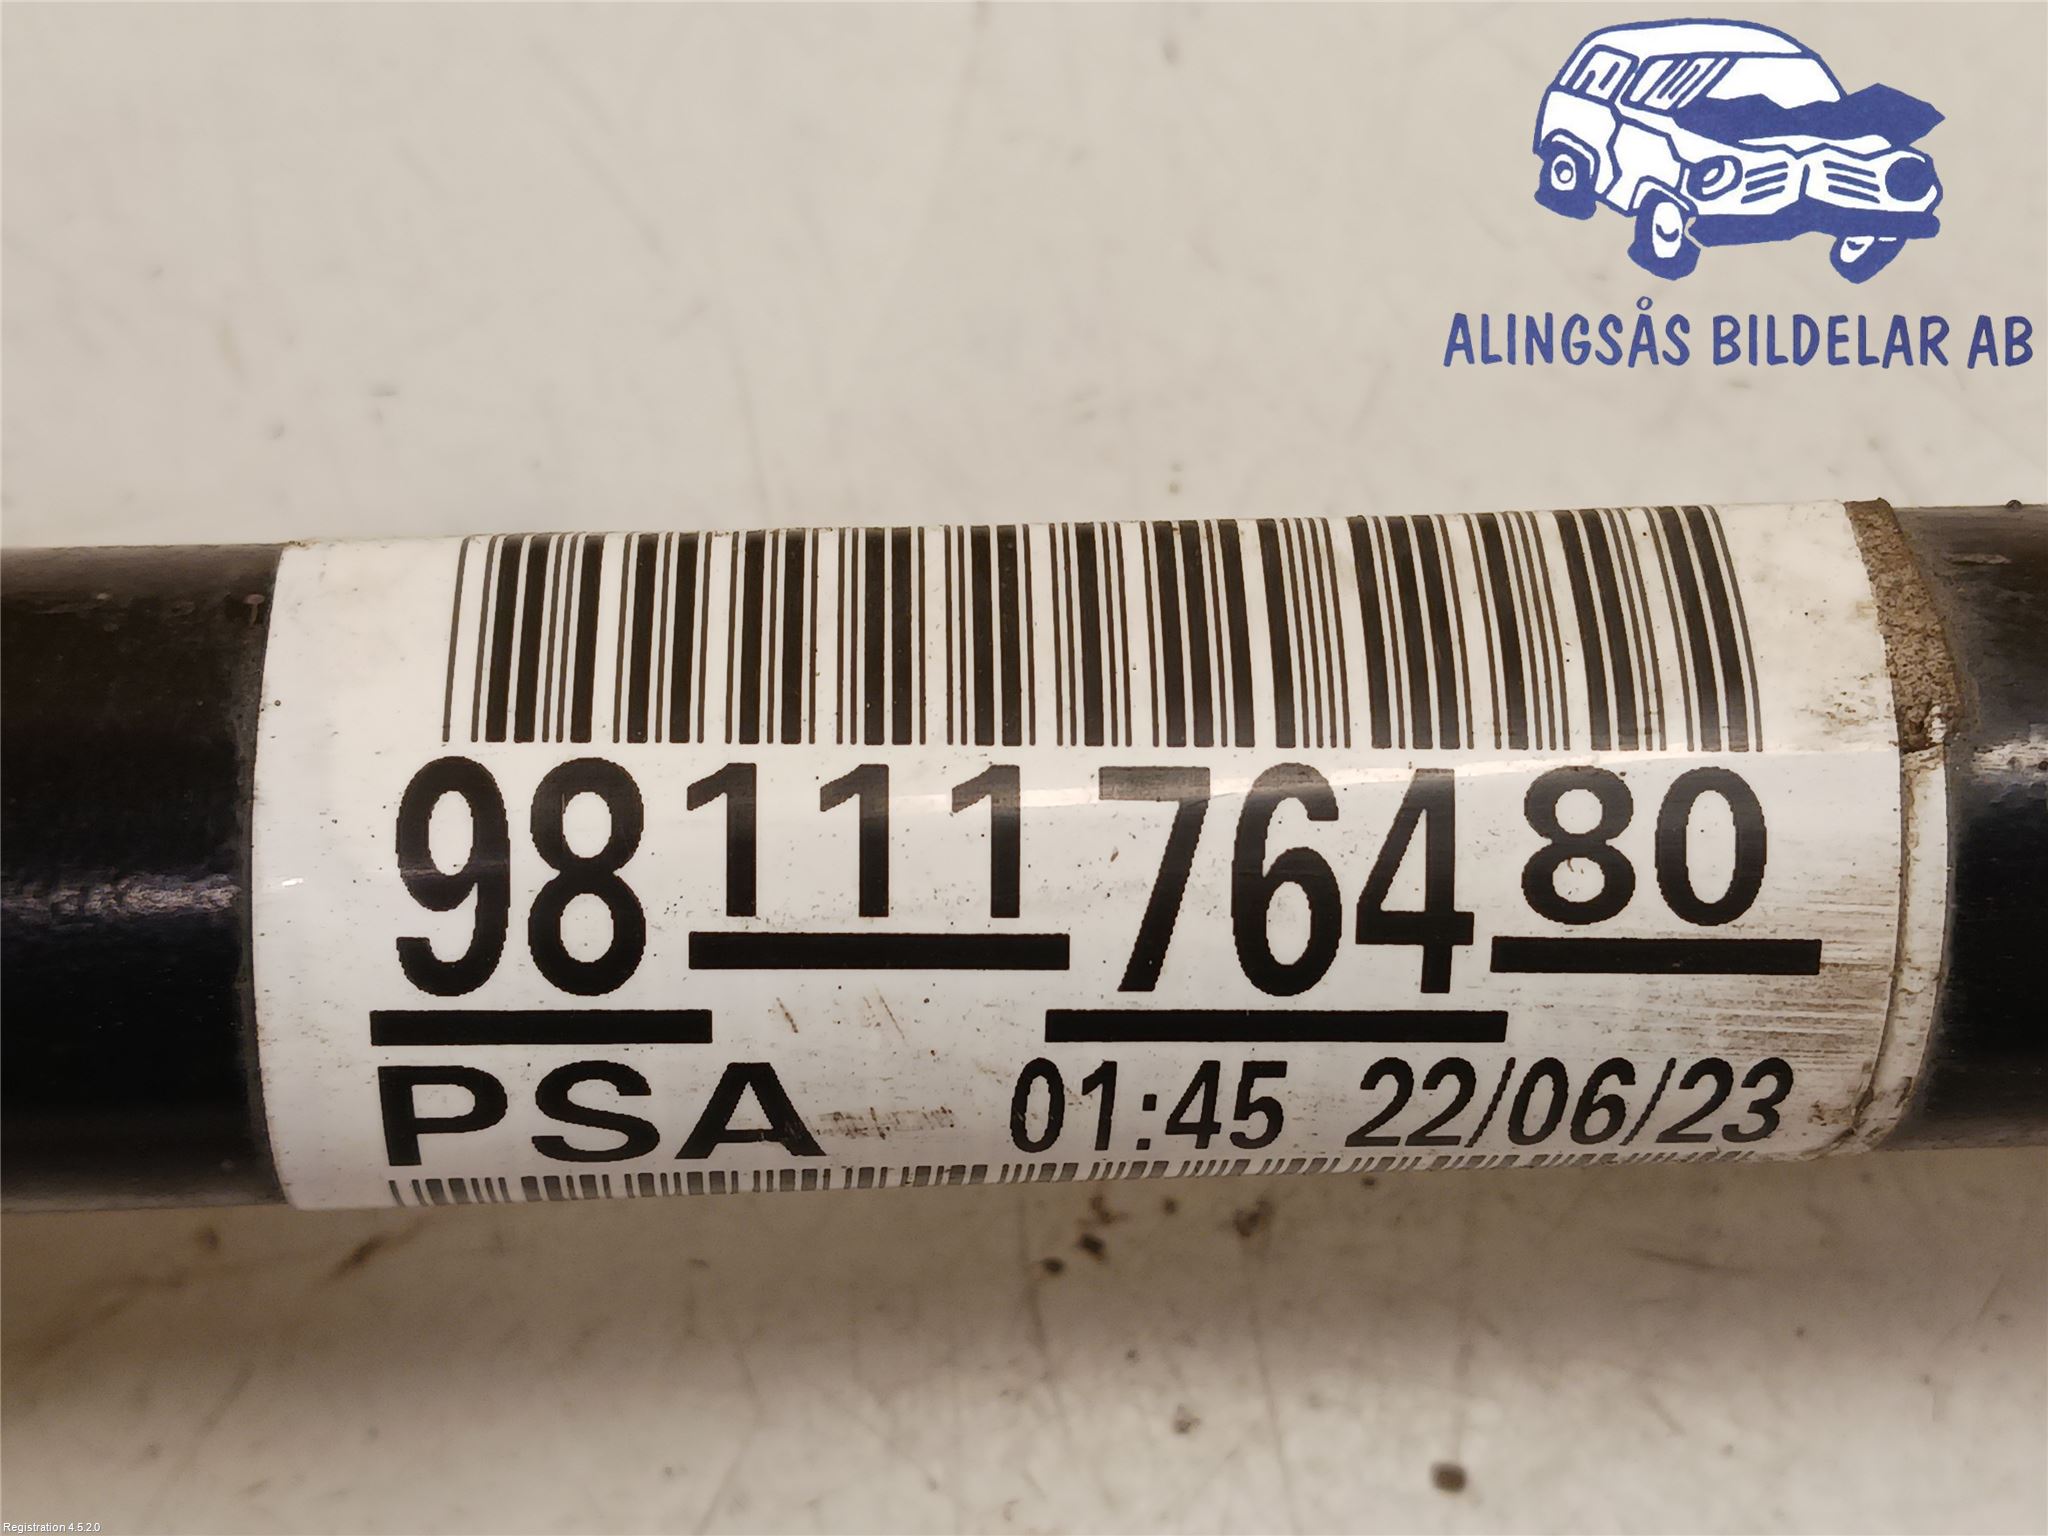 ALINGSÅS BILDELAR AB
9811176480
PSA 01:45 22/06/23
Registration 4.5.2.0